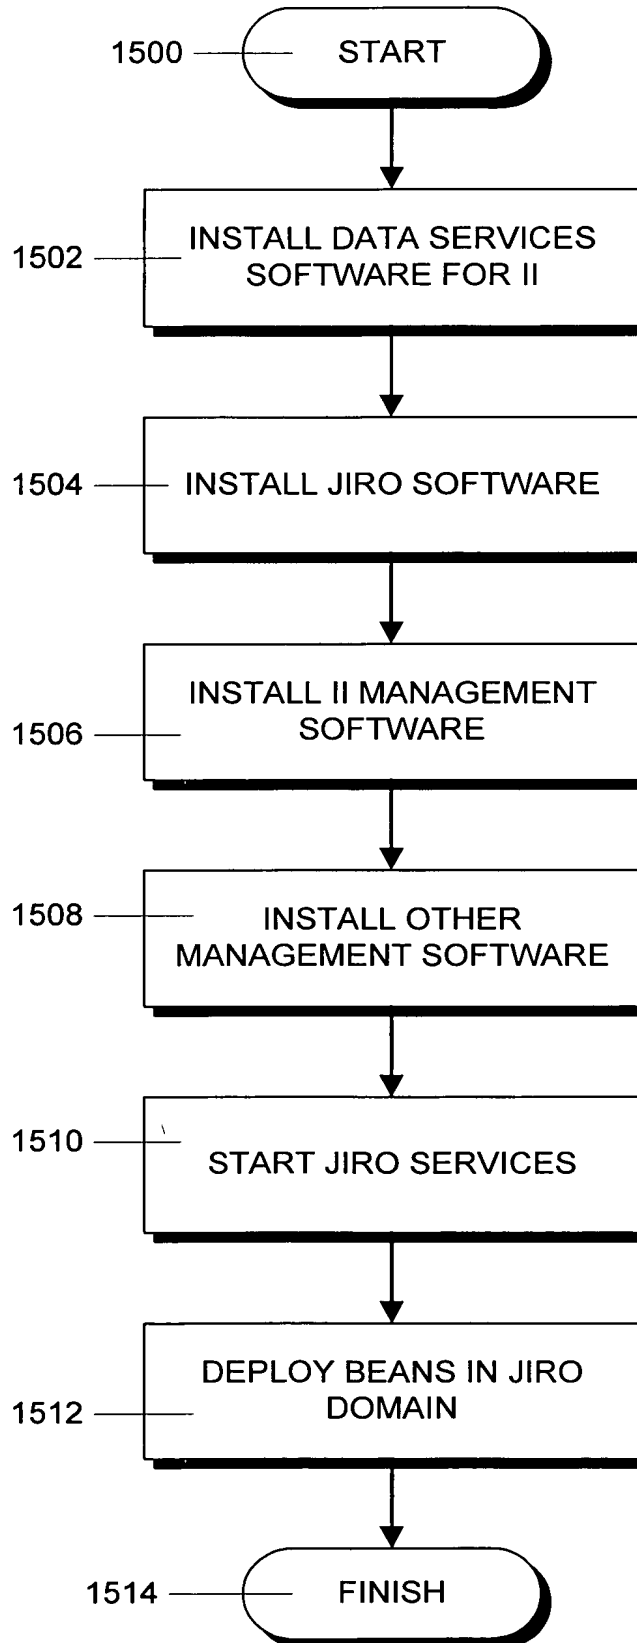 1500
START
1502
INSTALL DATA SERVICES
SOFTWARE FOR II
1504
INSTALL JIRO SOFTWARE
1506
INSTALL II MANAGEMENT
SOFTWARE
1508
INSTALL OTHER
MANAGEMENT SOFTWARE
1510
START JIRO SERVICES
1512
DEPLOY BEANS IN JIRO
DOMAIN
1514
FINISH